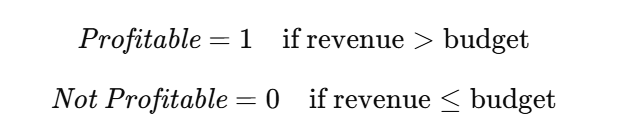 Profitable = 1 if revenue > budget
Not Profitable = 0 if revenue ≤ budget